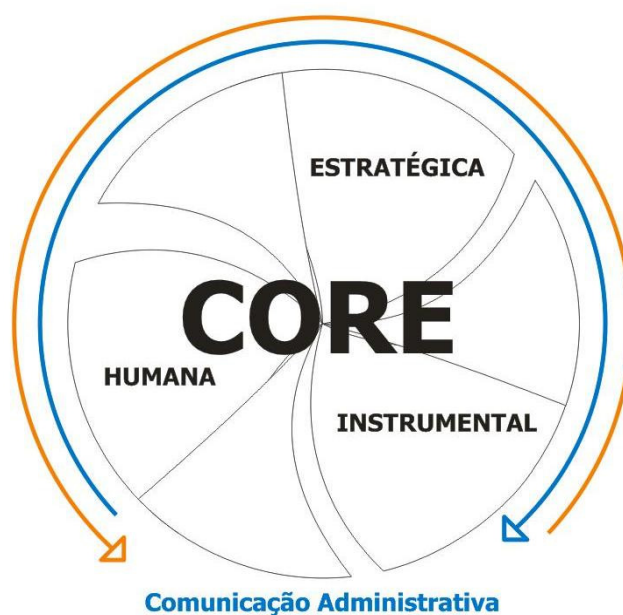 ESTRATÉGICA
CORE
HUMANA
INSTRUMENTAL
Comunicação Administrativa